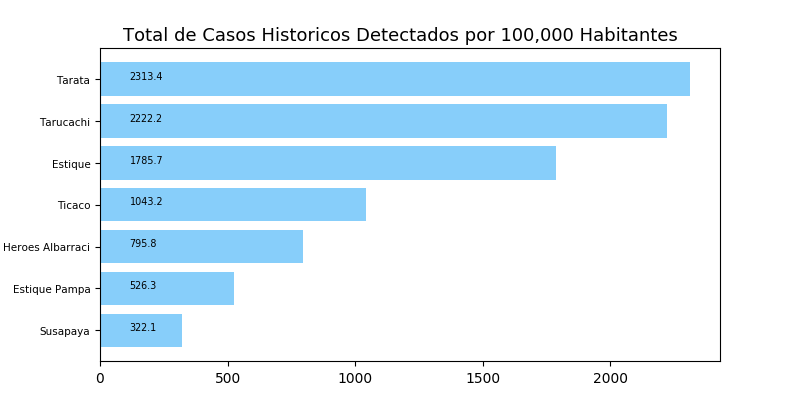 Total de Casos Historicos Detectados por 100,000 Habitantes
Tarata 2313.4
Tarucachi 2222.2
Estique 1785.7
Ticaco 1043.2
Heroes Albarraci 795.8
Estique Pampa 526.3
Susapaya 322.1
0 500 1000 1500 2000